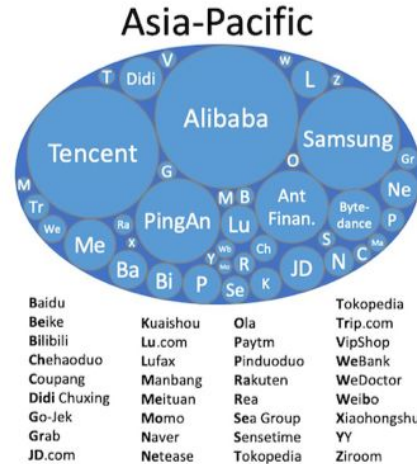 Asia-Pacific
T
Didi
V
W
L
Z
Alibaba
Tencent
Samsung
G
O
Gr
M
Tr
We
Ra
X
PingAn
M
B
Lu
Ant
Finan.
Byte-
dance
Ne
P
Me
Ba
Bi
P
Y
Wb
R
Se
Ch
K
JD
S
N
C
Ma
Baidu
Beike
Bilibili
Chehaoduo
Coupang
Didi Chuxing
Go-Jek
Grab
JD.com
Kuaishou
Lu.com
Lufax
Manbang
Meituan
Momo
Naver
Netease
Ola
Paytm
Pinduoduo
Rakuten
Rea
Sea Group
Sensetime
Tokopedia
Tokopedia
Trip.com
VipShop
WeBank
WeDoctor
Weibo
Xiaohongshu
YY
Ziroom